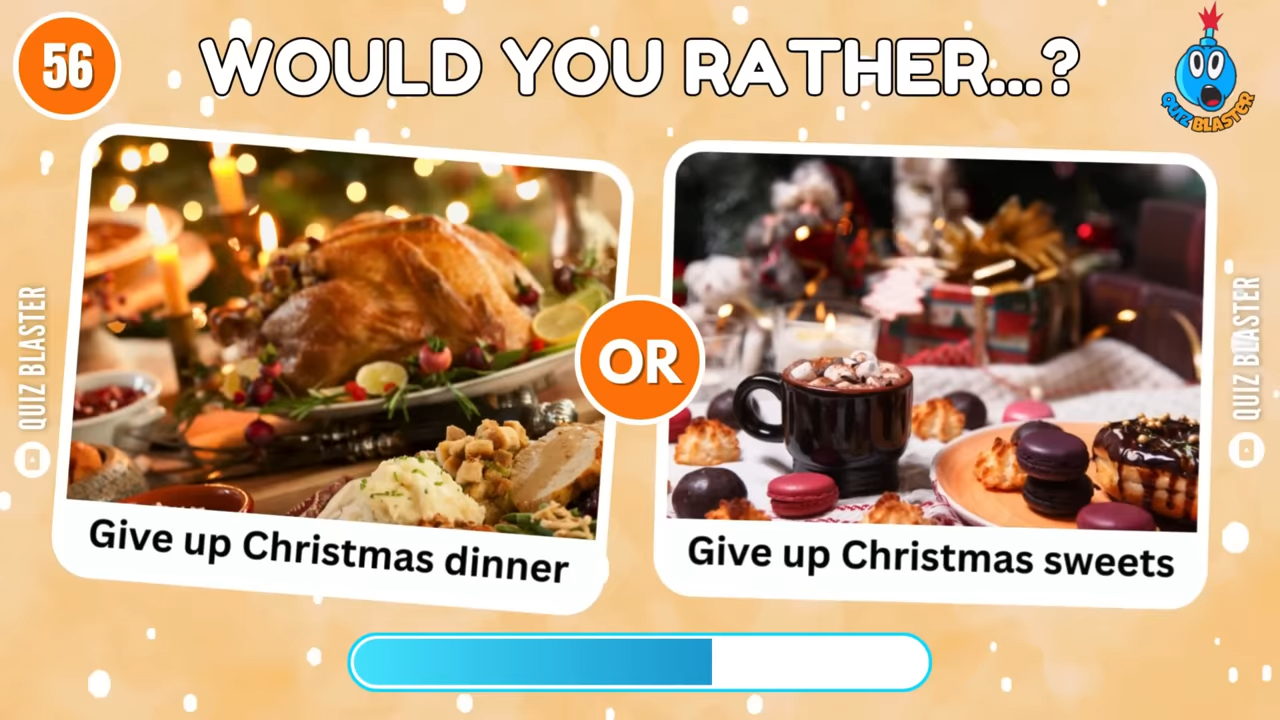 56
WOULD YOU RATHER...?
QUIZ BLASTER
QUIZ BLASTER
OR
QUIZ BLASTER
Give up Christmas dinner
Give up Christmas sweets